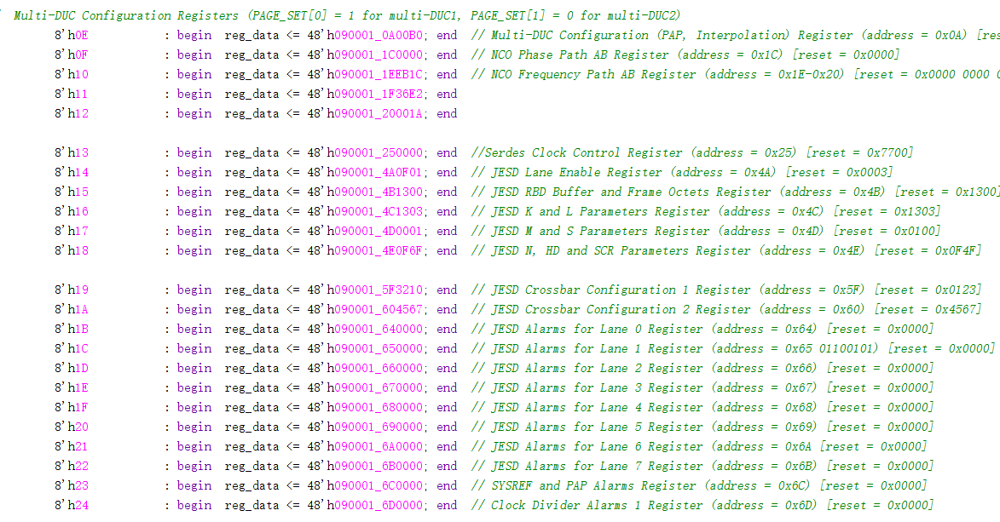 Multi-DUC Configuration Registers (PAGE_SET[0] = 1 for multi-DUC1, PAGE_SET[1] = 0 for multi-DUC2)
8'h0E : begin reg_data <= 48'h090001_0A00B0; end // Multi-DUC Configuration (PAP, Interpolation) Register (address = 0x0A) [res
8'h0F : begin reg_data <= 48'h090001_1C0000; end // NCO Phase Path AB Register (address = 0x1C) [reset = 0x0000]
8'h10 : begin reg_data <= 48'h090001_1EEB1C; end // NCO Frequency Path AB Register (address = 0x1E-0x20) [reset = 0x0000 0000 0
8'h11 : begin reg_data <= 48'h090001_1F36E2; end
8'h12 : begin reg_data <= 48'h090001_20001A; end
8'h13 : begin reg_data <= 48'h090001_250000; end //Serdes Clock Control Register (address = 0x25) [reset = 0x7700]
8'h14 : begin reg_data <= 48'h090001_4A0F01; end // JESD Lane Enable Register (address = 0x4A) [reset = 0x0003]
8'h15 : begin reg_data <= 48'h090001_4B1300; end // JESD RBD Buffer and Frame Octets Register (address = 0x4B) [reset = 0x1300]
8'h16 : begin reg_data <= 48'h090001_4C1303; end // JESD K and L Parameters Register (address = 0x4C) [reset = 0x1303]
8'h17 : begin reg_data <= 48'h090001_4D0001; end // JESD M and S Parameters Register (address = 0x4D) [reset = 0x0100]
8'h18 : begin reg_data <= 48'h090001_4E0F6F; end // JESD N, HD and SCR Parameters Register (address = 0x4E) [reset = 0x0F4F]
8'h19 : begin reg_data <= 48'h090001_5F3210; end // JESD Crossbar Configuration 1 Register (address = 0x5F) [reset = 0x0123]
8'h1A : begin reg_data <= 48'h090001_604567; end // JESD Crossbar Configuration 2 Register (address = 0x60) [reset = 0x4567]
8'h1B : begin reg_data <= 48'h090001_640000; end // JESD Alarms for Lane 0 Register (address = 0x64) [reset = 0x0000]
8'h1C : begin reg_data <= 48'h090001_650000; end // JESD Alarms for Lane 1 Register (address = 0x65 01100101) [reset = 0x0000]
8'h1D : begin reg_data <= 48'h090001_660000; end // JESD Alarms for Lane 2 Register (address = 0x66) [reset = 0x0000]
8'h1E : begin reg_data <= 48'h090001_670000; end // JESD Alarms for Lane 3 Register (address = 0x67) [reset = 0x0000]
8'h1F : begin reg_data <= 48'h090001_680000; end // JESD Alarms for Lane 4 Register (address = 0x68) [reset = 0x0000]
8'h20 : begin reg_data <= 48'h090001_690000; end // JESD Alarms for Lane 5 Register (address = 0x69) [reset = 0x0000]
8'h21 : begin reg_data <= 48'h090001_6A0000; end // JESD Alarms for Lane 6 Register (address = 0x6A [reset = 0x0000]
8'h22 : begin reg_data <= 48'h090001_6B0000; end // JESD Alarms for Lane 7 Register (address = 0x6B) [reset = 0x0000]
8'h23 : begin reg_data <= 48'h090001_6C0000; end // SYSREF and PAP Alarms Register (address = 0x6C) [reset = 0x0000]
8'h24 : begin reg_data <= 48'h090001_6D0000; end // Clock Divider Alarms 1 Register (address = 0x6D) [reset = 0x0000]